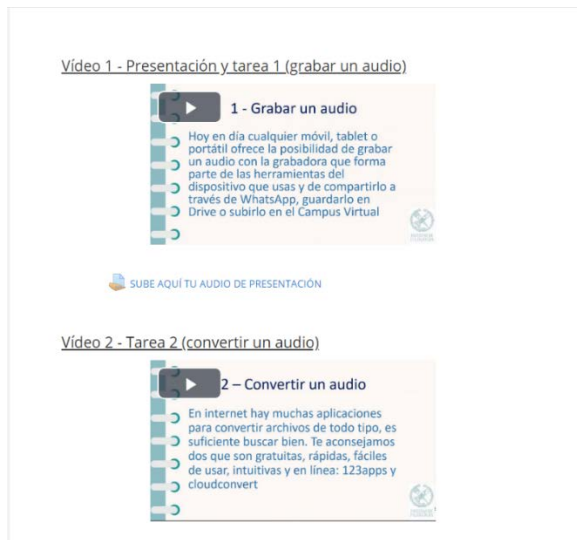 Vídeo 1 - Presentación y tarea 1 (grabar un audio)
1 - Grabar un audio
Hoy en día cualquier móvil, tablet o
portátil ofrece la posibilidad de grabar
un audio con la grabadora que forma
parte de las herramientas del
dispositivo que usas y de compartirlo a
través de WhatsApp, guardarlo en
Drive o subirlo en el Campus Virtual
SUBE AQUÍ TU AUDIO DE PRESENTACIÓN
Vídeo 2 - Tarea 2 (convertir un audio)
2 – Convertir un audio
En internet hay muchas aplicaciones
para convertir archivos de todo tipo, es
suficiente buscar bien. Te aconsejamos
dos que son gratuitas, rápidas, fáciles
de usar, intuitivas y en línea: 123apps y
cloudconvert